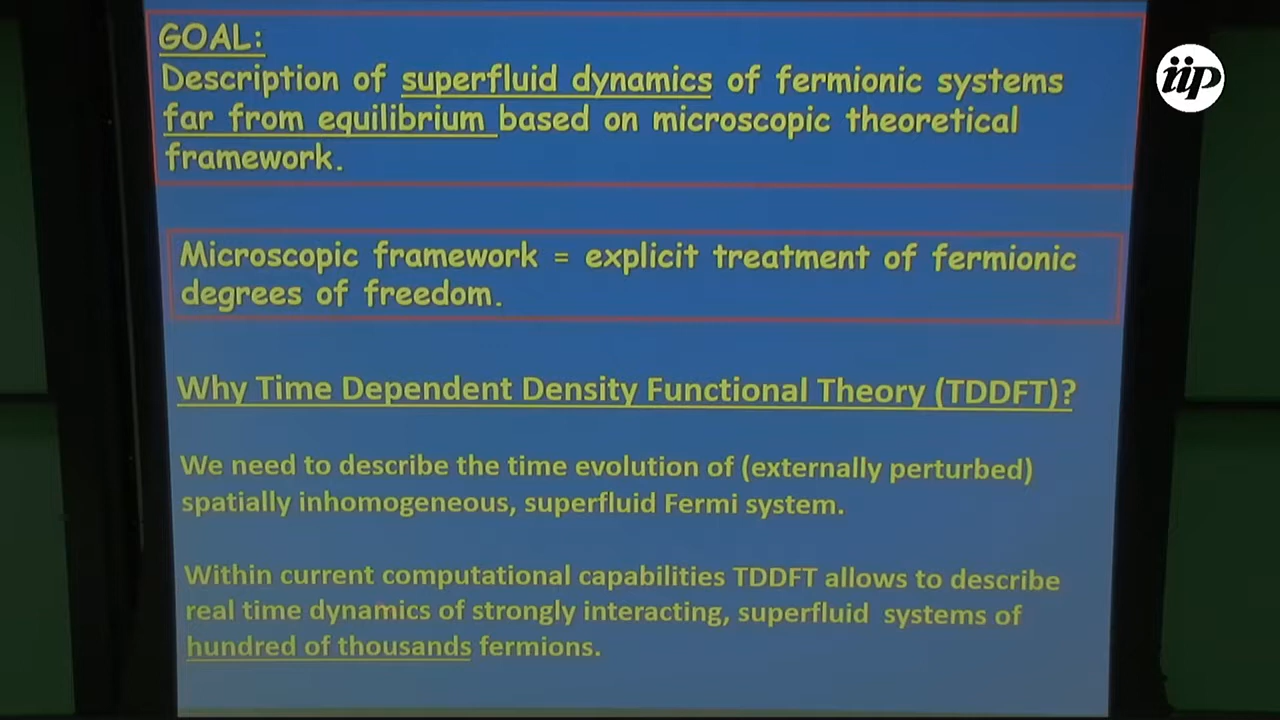 GOAL:
Description of superfluid dynamics of fermionic systems
far from equilibrium based on microscopic theoretical
framework.
Microscopic framework = explicit treatment of fermionic
degrees of freedom.
Why Time Dependent Density Functional Theory (TDDFT)?
We need to describe the time evolution of (externally perturbed)
spatially inhomogeneous, superfluid Fermi system.
Within current computational capabilities TDDFT allows to describe
real time dynamics of strongly interacting, superfluid systems of
hundred of thousands fermions.
iip